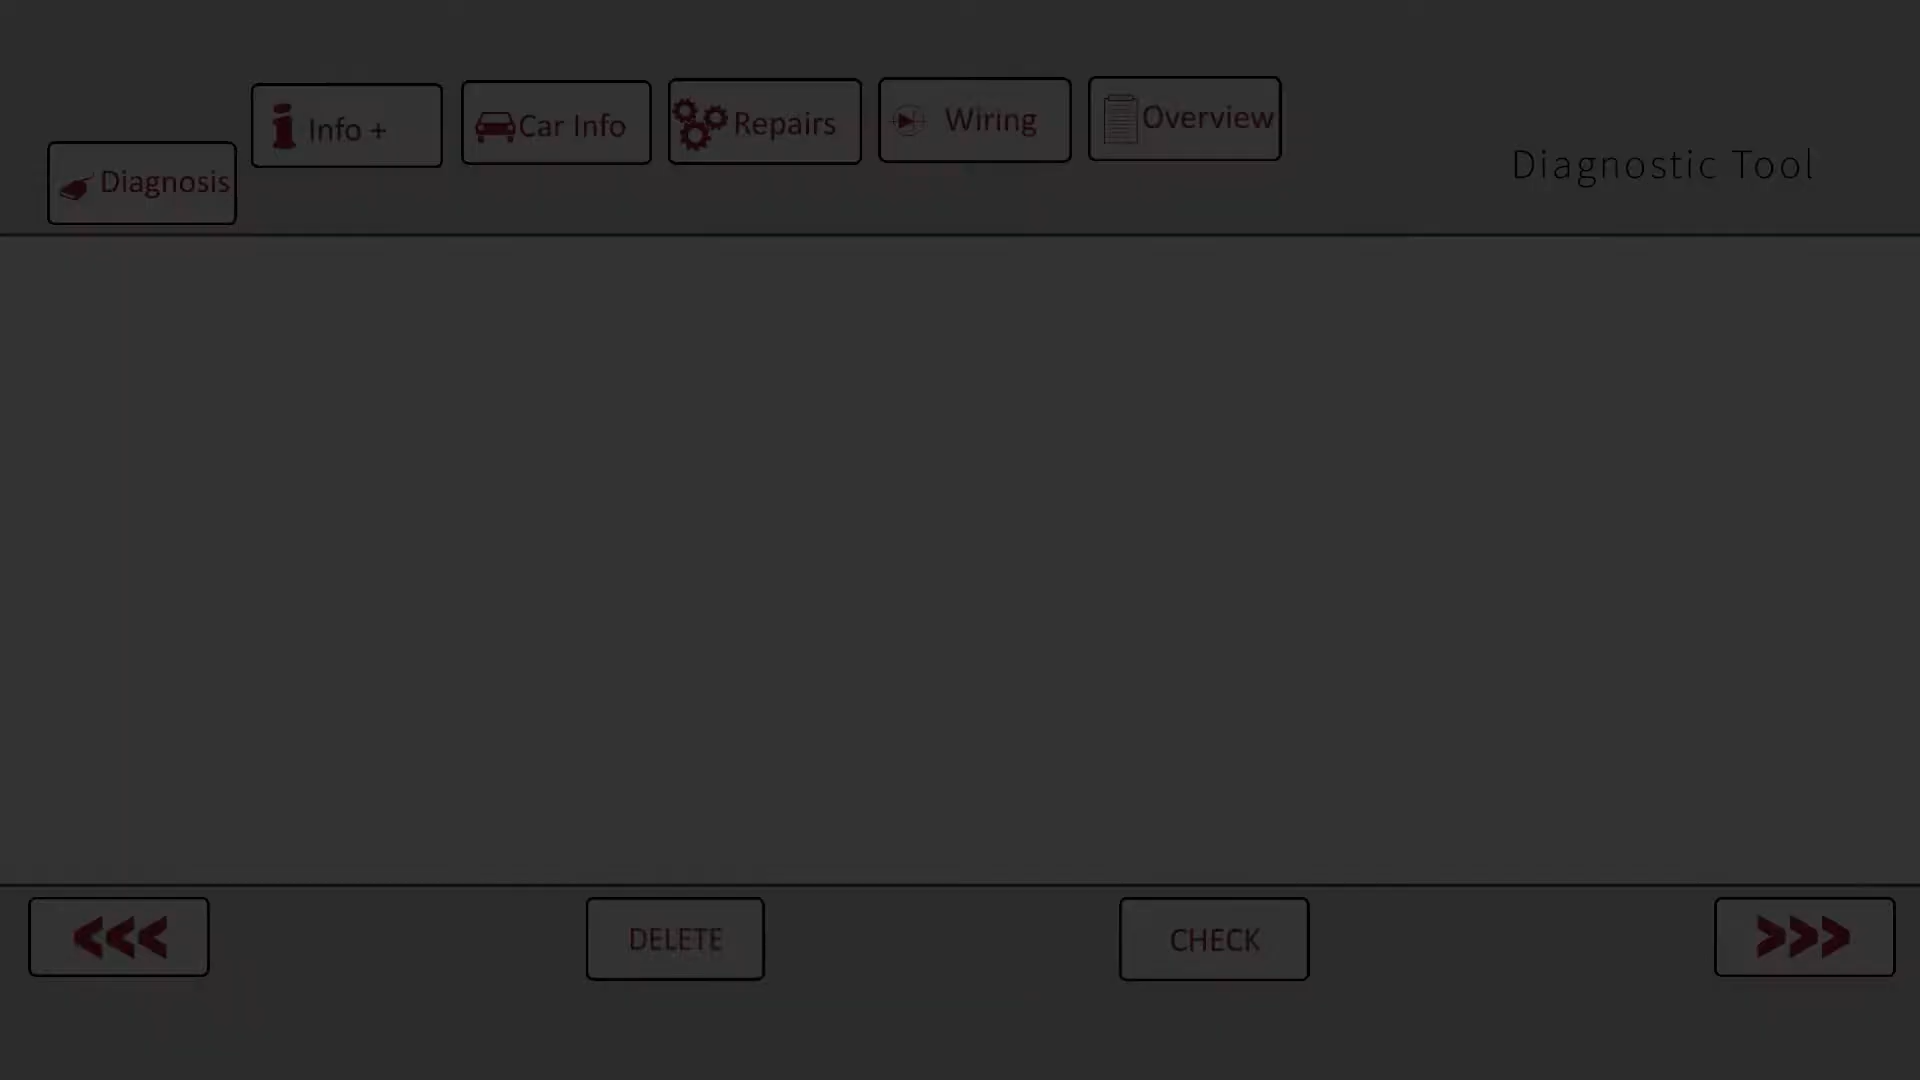 Diagnosis
Info +
Car Info
Repairs
Wiring
Overview
Diagnostic Tool
<<<
DELETE
CHECK
>>>